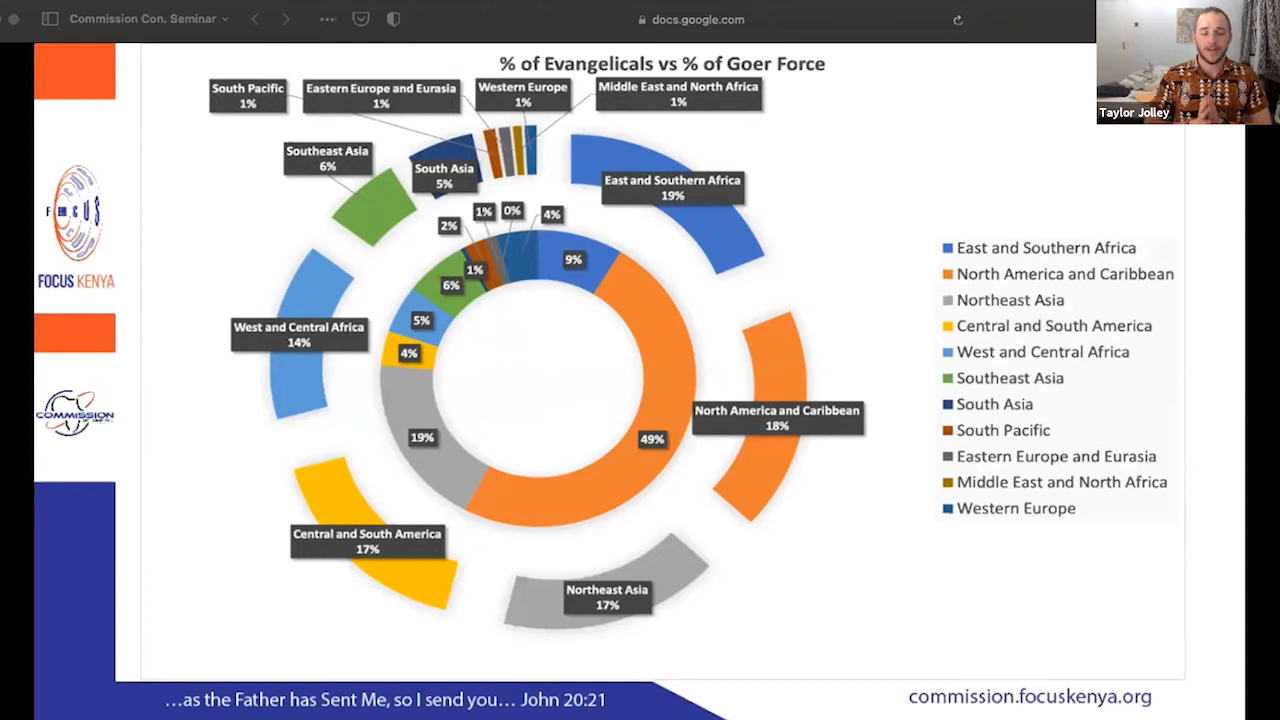 Commission Con. Seminar
docs.google.com
Taylor Jolley
% of Evangelicals vs % of Goer Force
South Pacific
1%
Eastern Europe and Eurasia
1%
Western Europe
1%
Middle East and North Africa
1%
Southeast Asia
6%
South Asia
5%
East and Southern Africa
19%
2%
1%
0%
4%
9%
1%
6%
5%
4%
West and Central Africa
14%
North America and Caribbean
18%
19%
49%
Central and South America
17%
Northeast Asia
17%
East and Southern Africa
North America and Caribbean
Northeast Asia
Central and South America
West and Central Africa
Southeast Asia
South Asia
South Pacific
Eastern Europe and Eurasia
Middle East and North Africa
Western Europe
FOCUS
FOCUS KENYA
COMMISSION
...as the Father has Sent Me, so I send you... John 20:21
commission.focuskenya.org